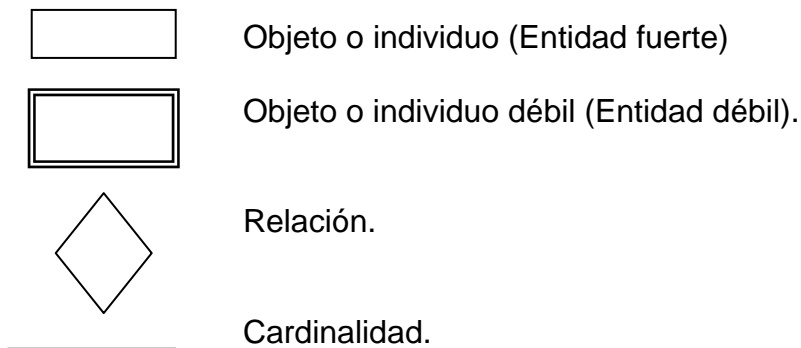 Objeto o individuo (Entidad fuerte)
Objeto o individuo débil (Entidad débil).
Relación.
Cardinalidad.